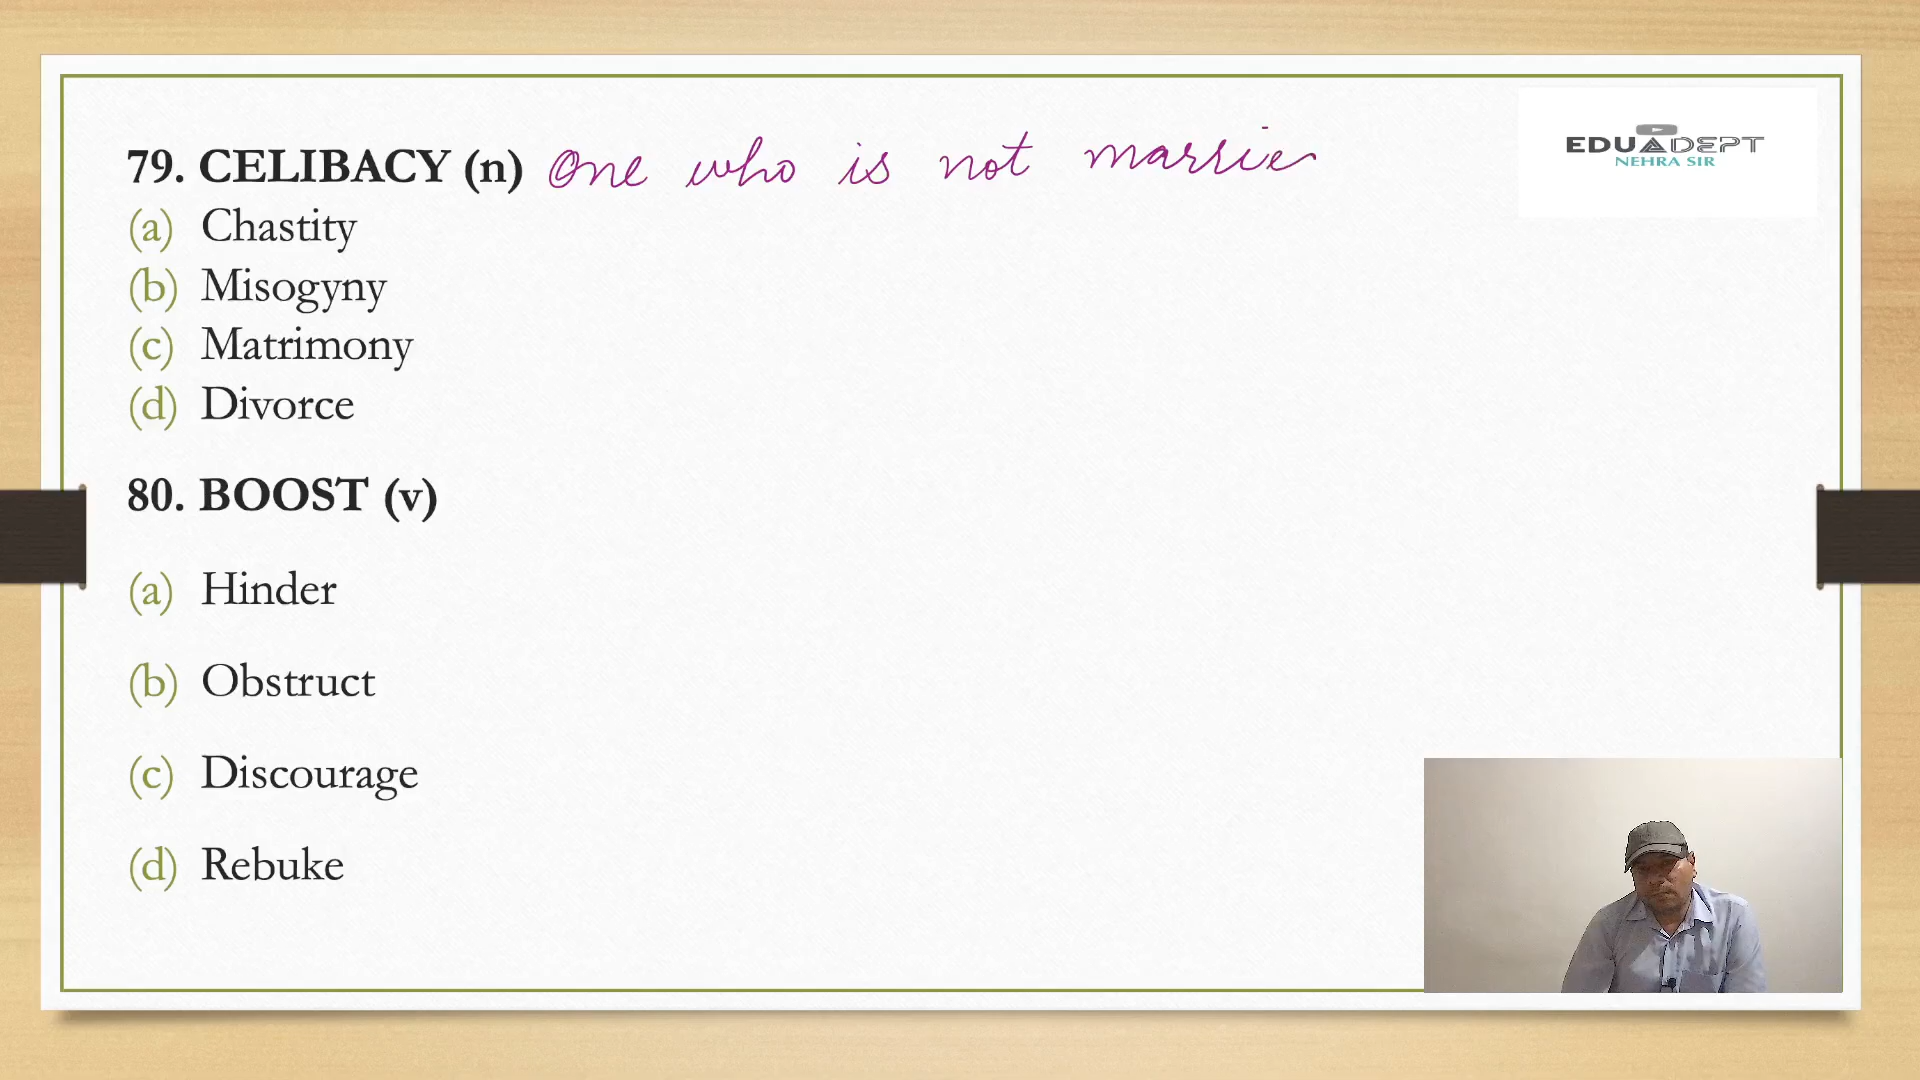 79. CELIBACY (n) One who is not marrie
(a) Chastity
(b) Misogyny
(c) Matrimony
(d) Divorce
80. BOOST (v)
(a) Hinder
(b) Obstruct
(c) Discourage
(d) Rebuke
EDUADEPT
NEHRA SIR